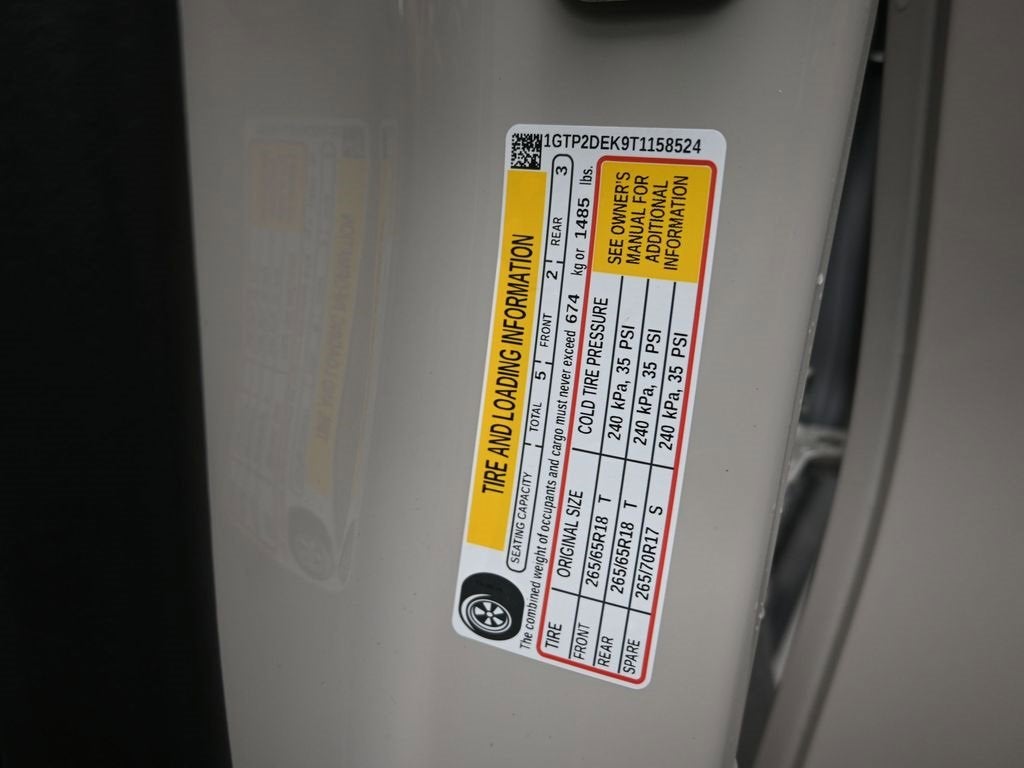 1GTP2DEK9T1158524
TIRE AND LOADING INFORMATION
SEATING CAPACITY TOTAL 5 FRONT 2 REAR 3
The combined weight of occupants and cargo must never exceed 674 kg or 1485 lbs.
TIRE ORIGINAL SIZE COLD TIRE PRESSURE
FRONT 265/65R18 T 240 kPa, 35 PSI
REAR 265/65R18 T 240 kPa, 35 PSI
SPARE 265/70R17 S 240 kPa, 35 PSI
SEE OWNER'S
MANUAL FOR
ADDITIONAL
INFORMATION